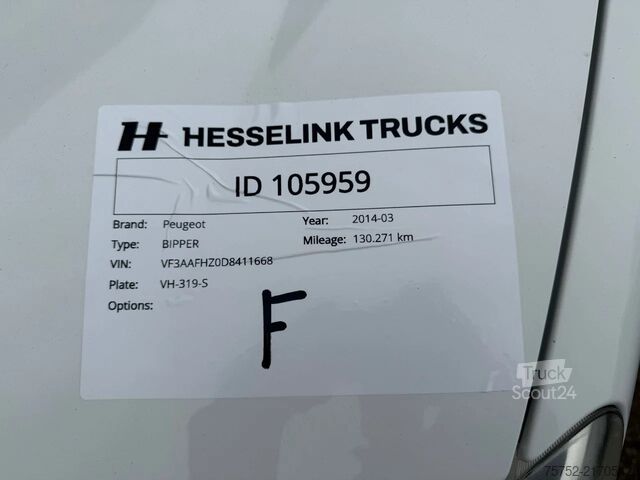 H HESSELINK TRUCKS
ID 105959
Brand: Peugeot Year: 2014-03
Type: BIPPER Mileage: 130.271 km
VIN: VF3AAFHZ0D8411668
Plate: VH-319-S
Options:
F
Truck
Scout24